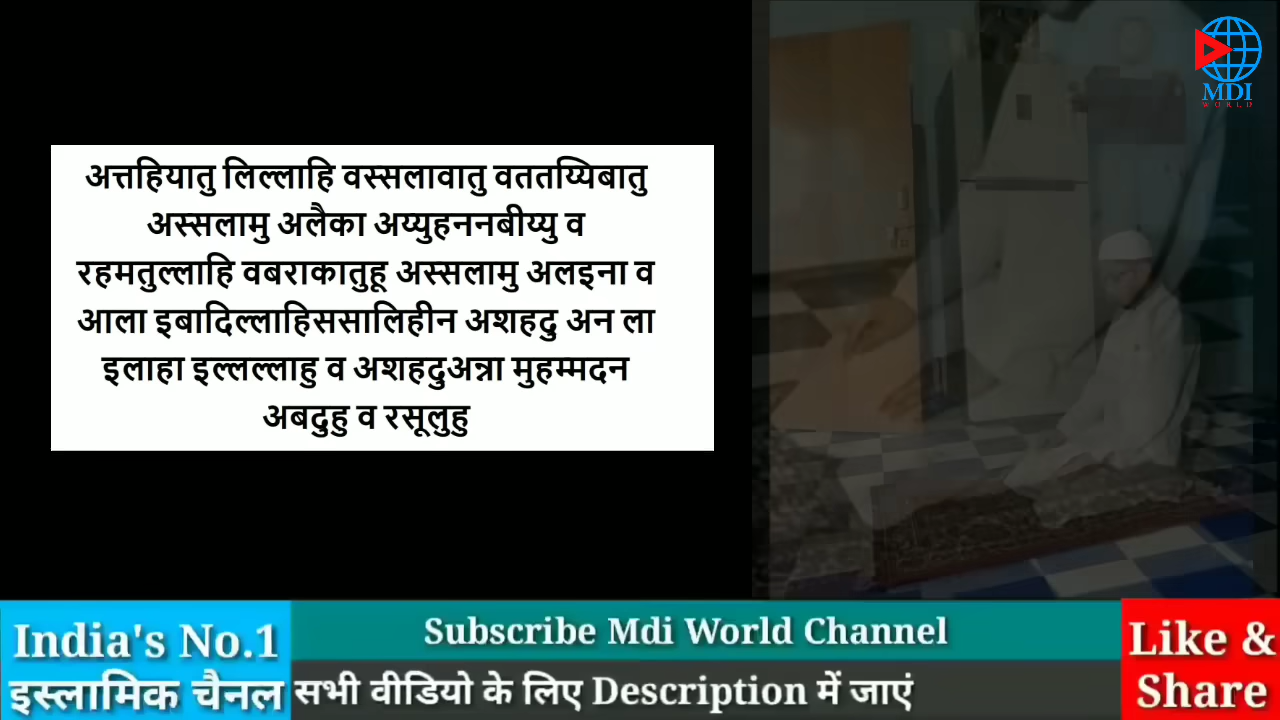 MDI
WORLD
अत्तहियातु लिल्लाहि वस्सलावातु वततय्यिबातु
अस्सलामु अलैका अय्युहननबीय्यु व
रहमतुल्लाहि वबराकातुहू अस्सलामु अलइना व
आला इबादिल्लाहिससालिहीन अशहदु अन ला
इलाहा इल्लल्लाहु व अशहदुअन्ना मुहम्मदन
अबदुहु व रसूलुहु
India's No.1
इस्लामिक चैनल
Subscribe Mdi World Channel
सभी वीडियो के लिए Description में जाएं
Like &
Share